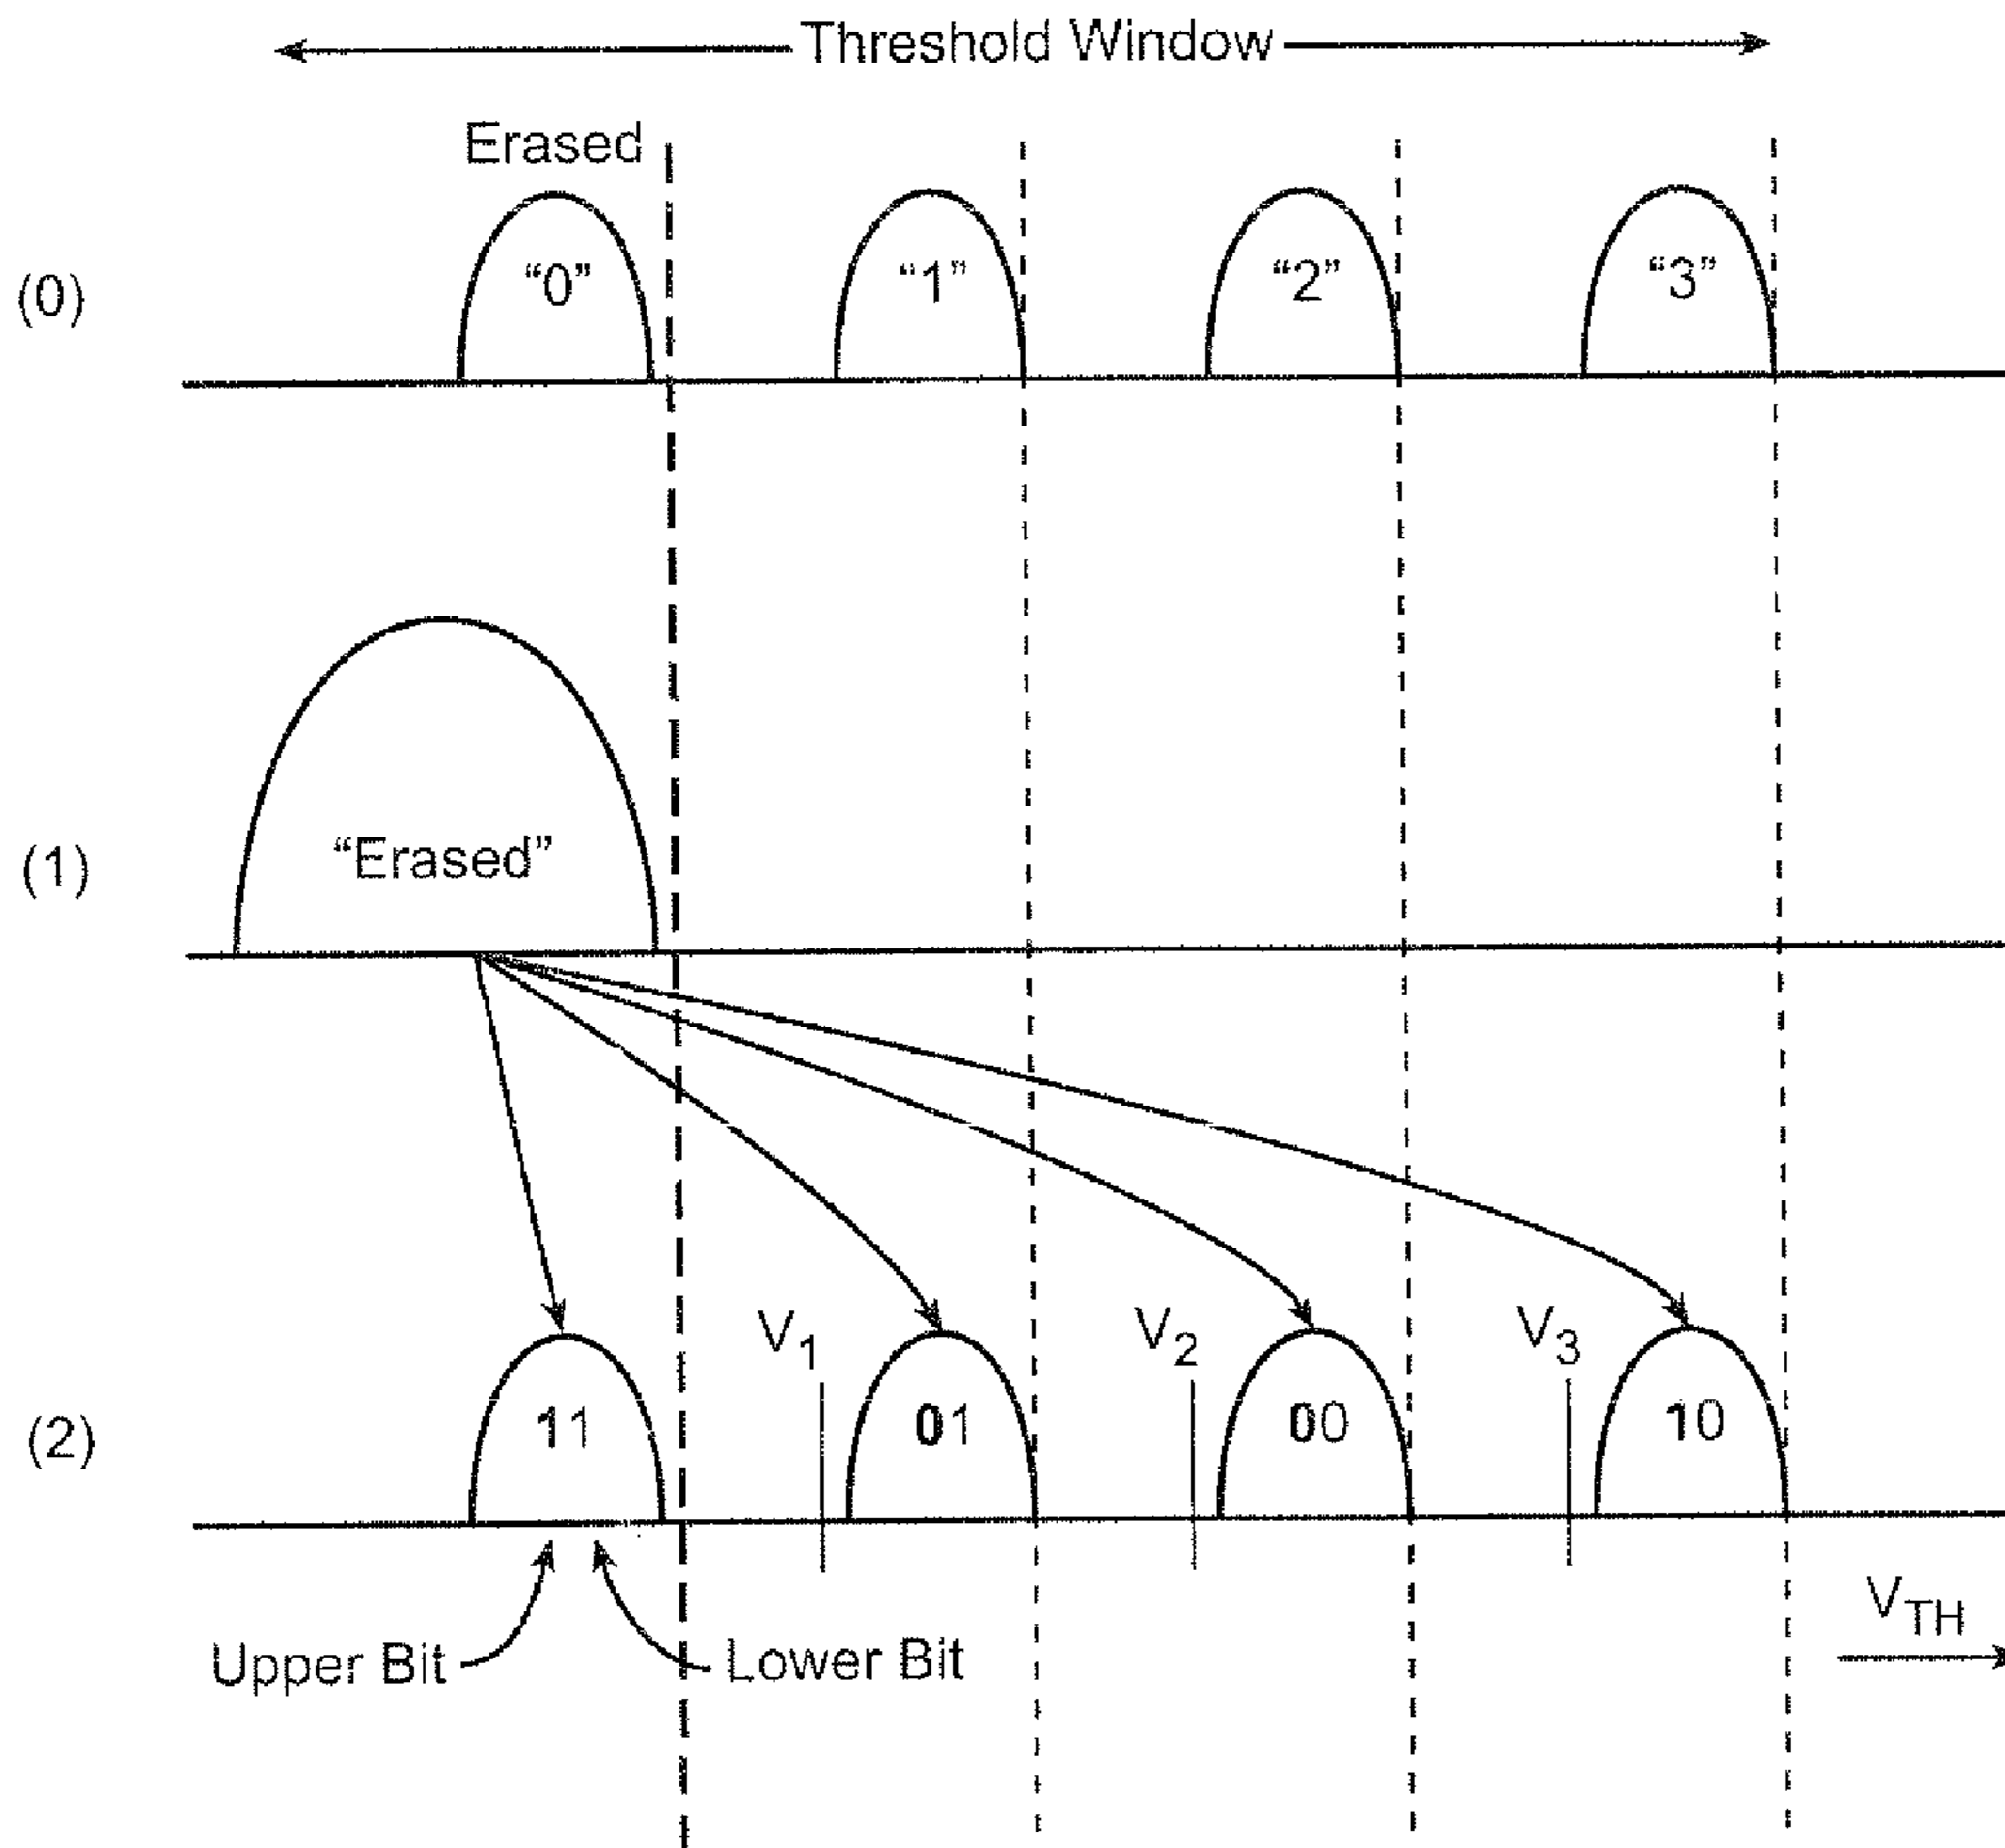 Threshold Window
Erased
(0)
“0” “1” “2” “3”
(1)
“Erased”
(2)
V1 V2 V3
11 01 00 10
Upper Bit Lower Bit
VTH